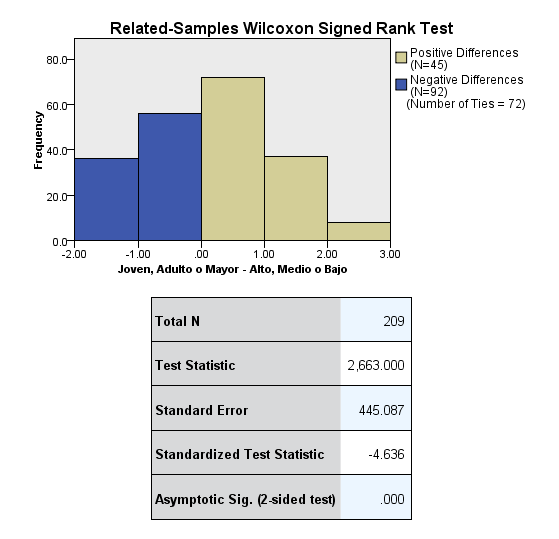 Related-Samples Wilcoxon Signed Rank Test
80.0
60.0
40.0
20.0
0.0
Frequency
-2.00 -1.00 .00 1.00 2.00 3.00
Joven, Adulto o Mayor - Alto, Medio o Bajo
Positive Differences
(N=45)
Negative Differences
(N=92)
(Number of Ties = 72)
Total N 209
Test Statistic 2,663.000
Standard Error 445.087
Standardized Test Statistic -4.636
Asymptotic Sig. (2-sided test) .000